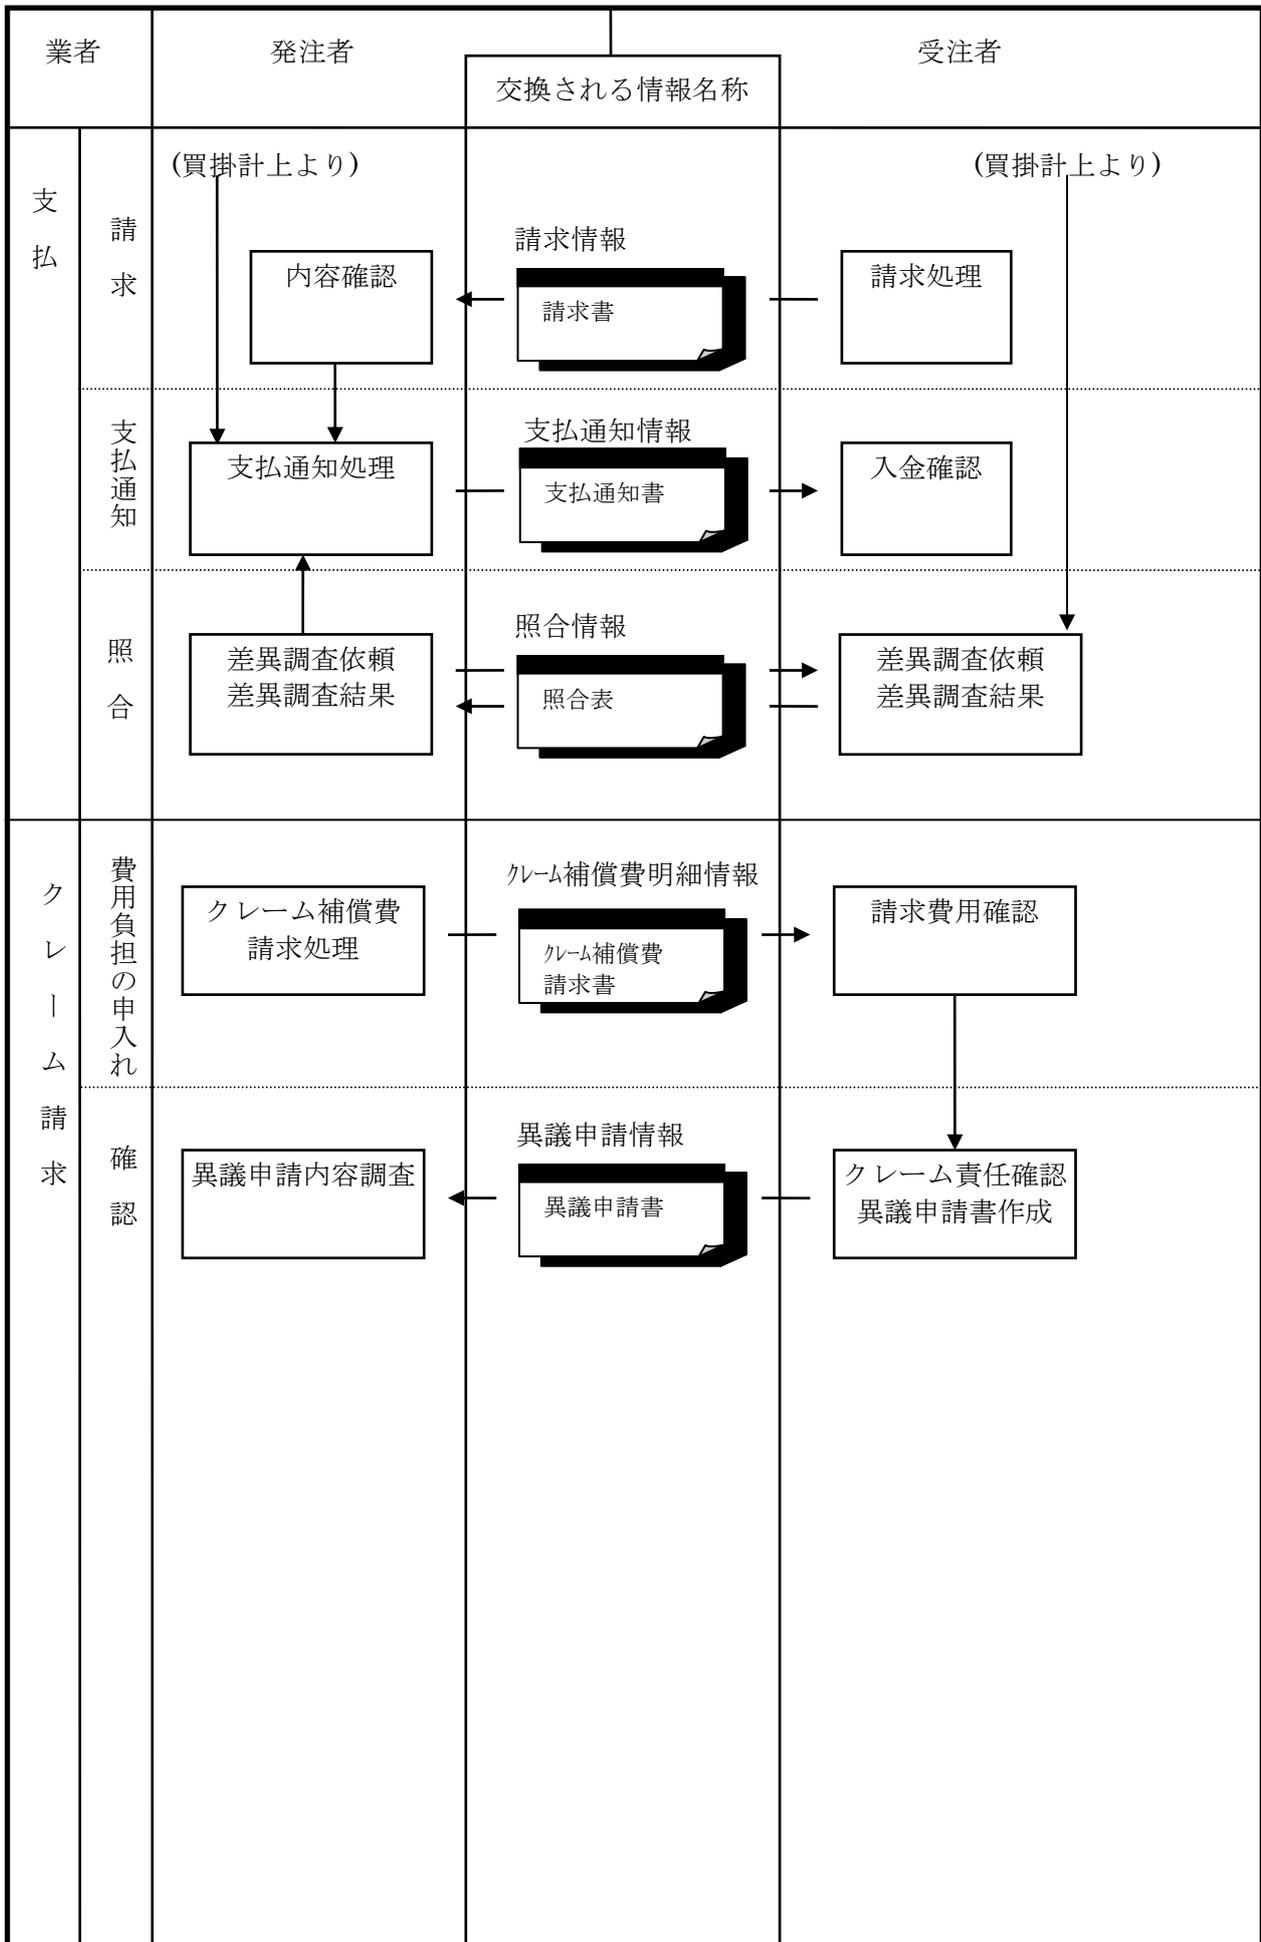 業者
発注者
受注者
交換される情報名称
支払
請求
(買掛計上より)
(買掛計上より)
請求情報
内容確認
請求書
請求処理
支払通知
支払通知情報
支払通知処理
支払通知書
入金確認
照合
照合情報
差異調査依頼
差異調査結果
照合表
差異調査依頼
差異調査結果
クレーム請求
費用負担の申入れ
クレーム補償費明細情報
クレーム補償費
請求処理
クレーム補償費
請求書
請求費用確認
確認
異議申請情報
異議申請内容調査
異議申請書
クレーム責任確認
異議申請書作成